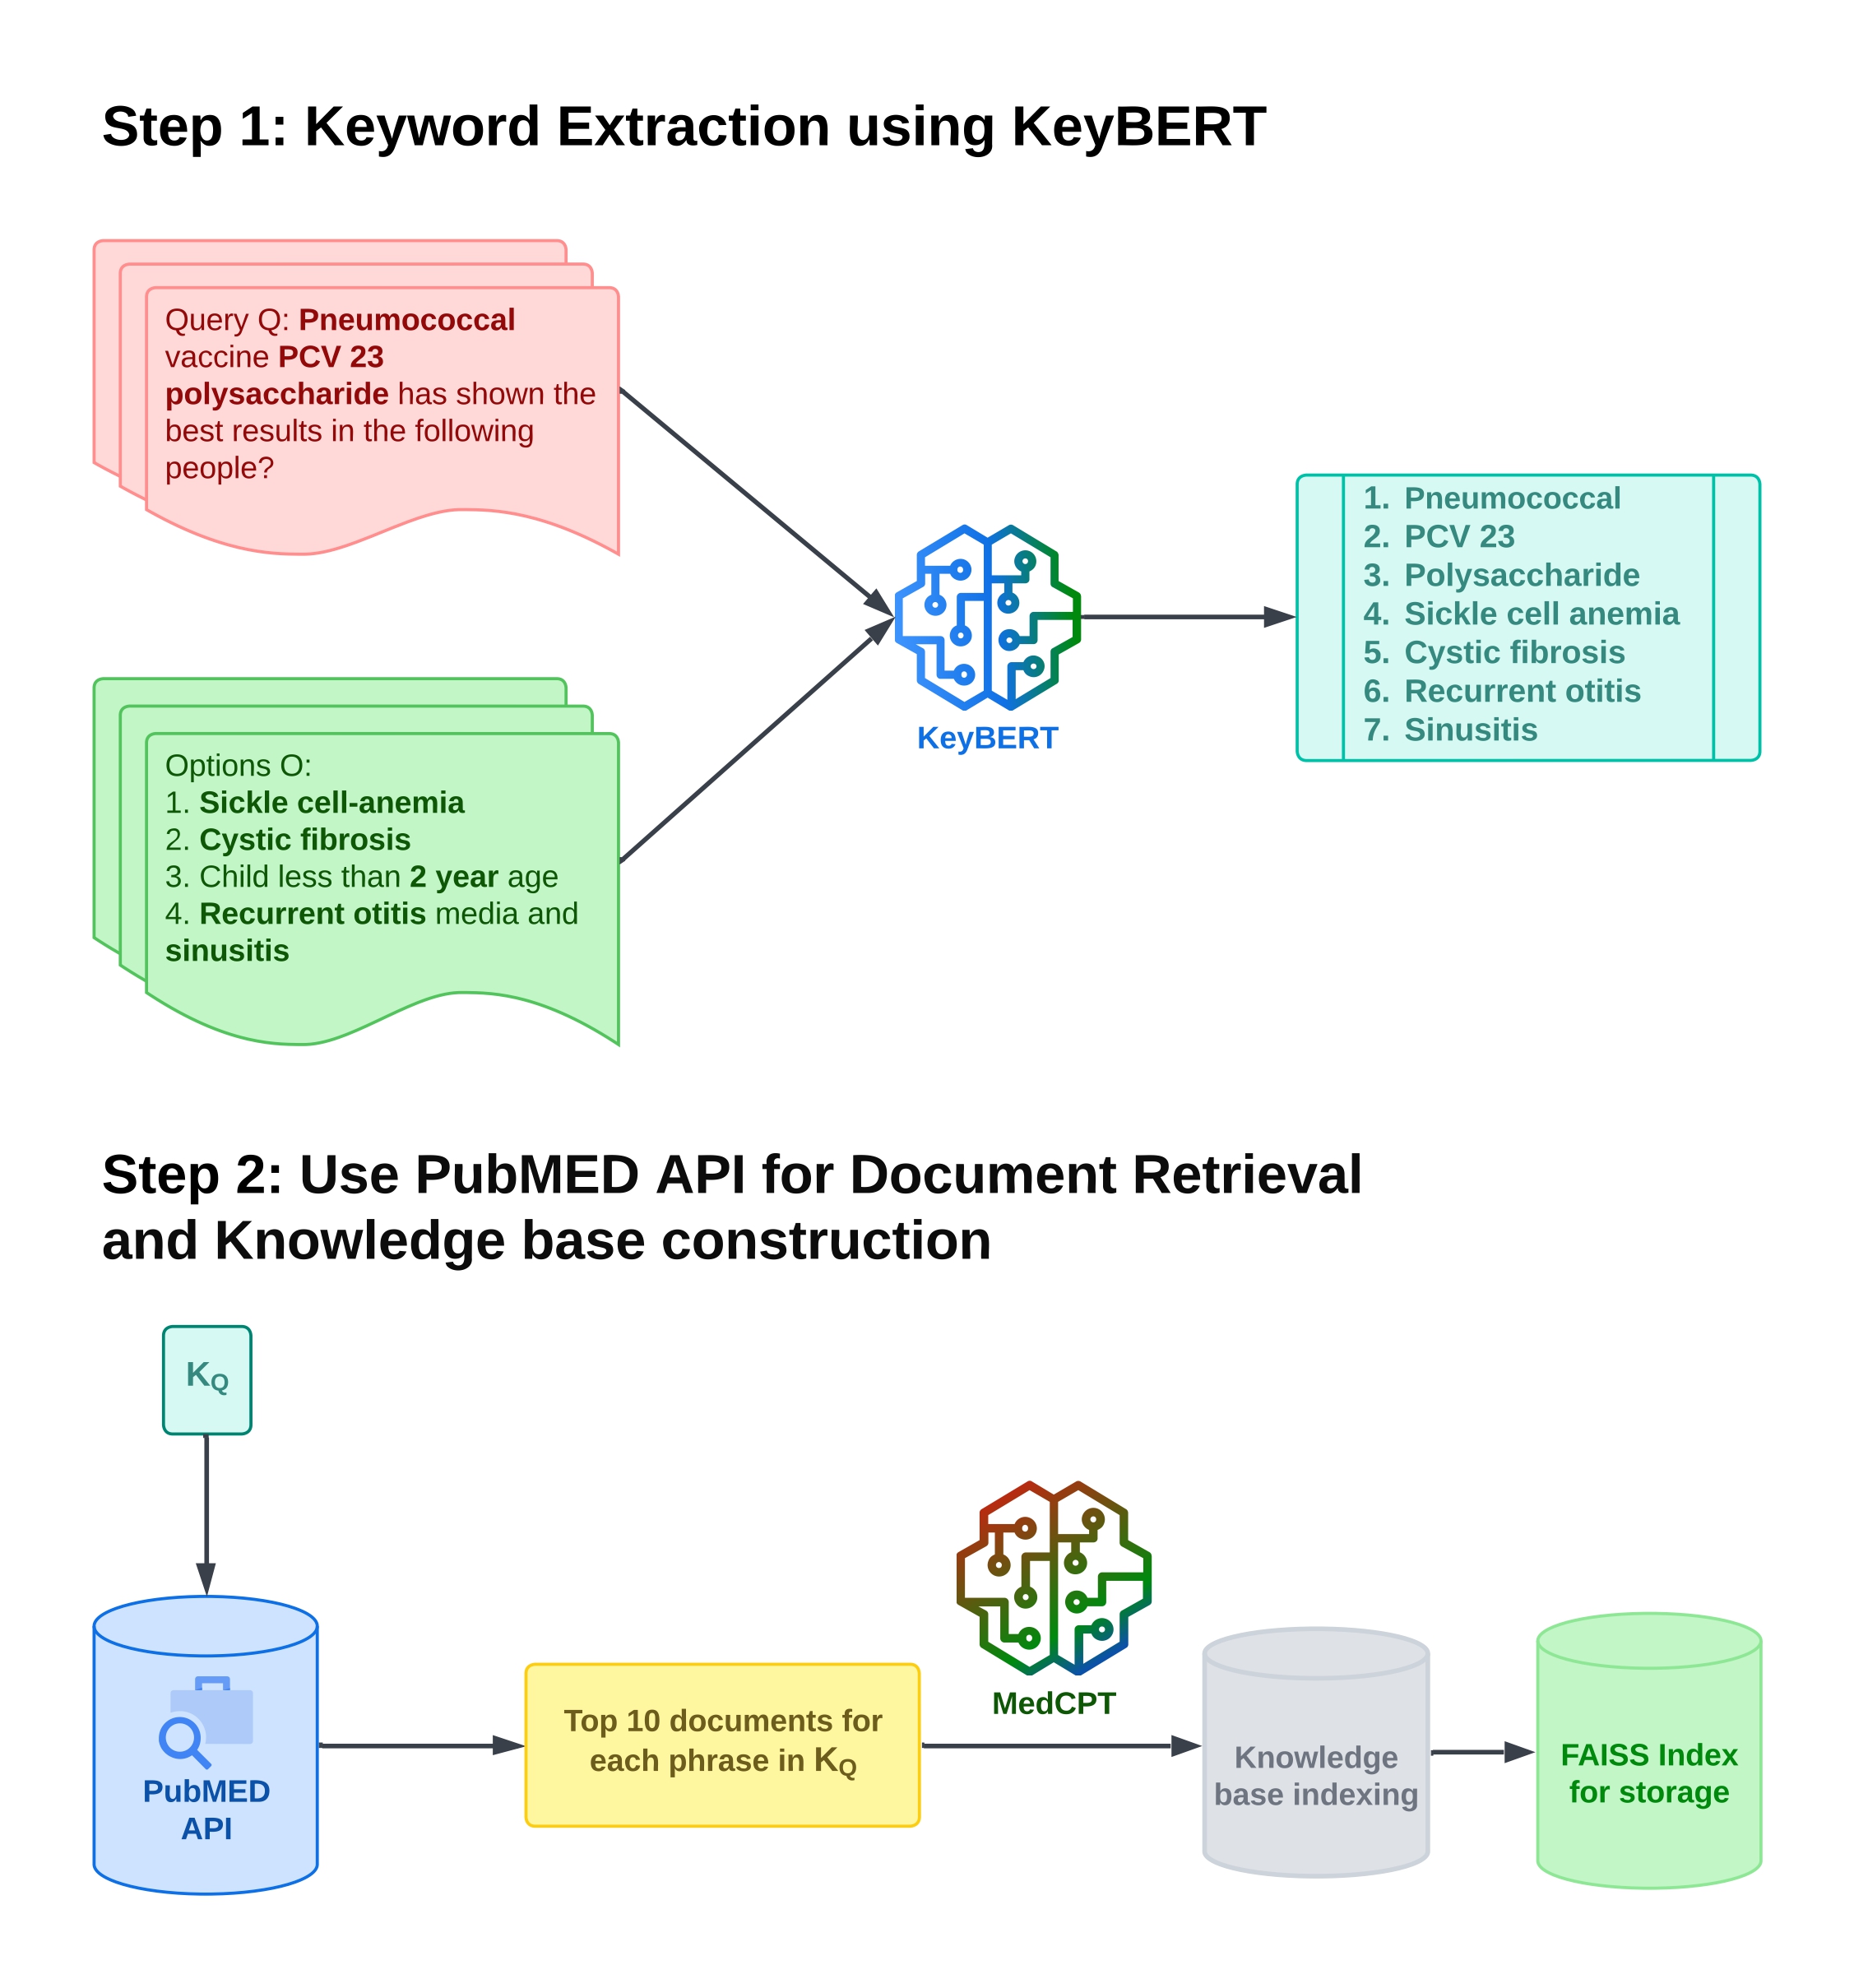 Step 1: Keyword Extraction using KeyBERT
Query Q: Pneumococcal
vaccine PCV 23
polysaccharide has shown the
best results in the following
people?
Options O:
1. Sickle cell-anemia
2. Cystic fibrosis
3. Child less than 2 year age
4. Recurrent otitis media and
sinusitis
KeyBERT
1. Pneumococcal
2. PCV 23
3. Polysaccharide
4. Sickle cell anemia
5. Cystic fibrosis
6. Recurrent otitis
7. Sinusitis
Step 2: Use PubMED API for Document Retrieval
and Knowledge base construction
KQ
PubMED
API
Top 10 documents for
each phrase in KQ
MedCPT
Knowledge
base indexing
FAISS Index
for storage